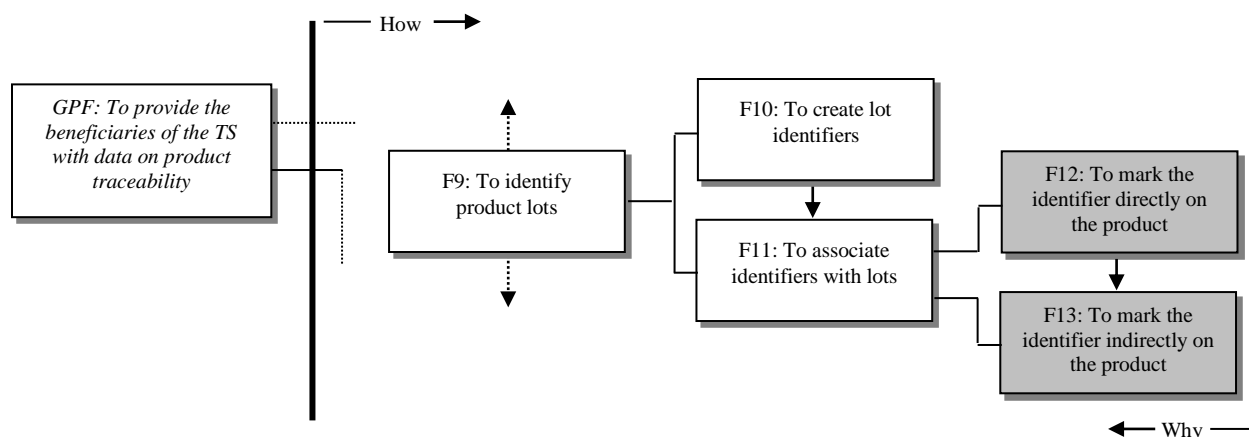 How
GPF: To provide the
beneficiaries of the TS
with data on product
traceability
F9: To identify
product lots
F10: To create lot
identifiers
F11: To associate
identifiers with lots
F12: To mark the
identifier directly on
the product
F13: To mark the
identifier indirectly on
the product
Why